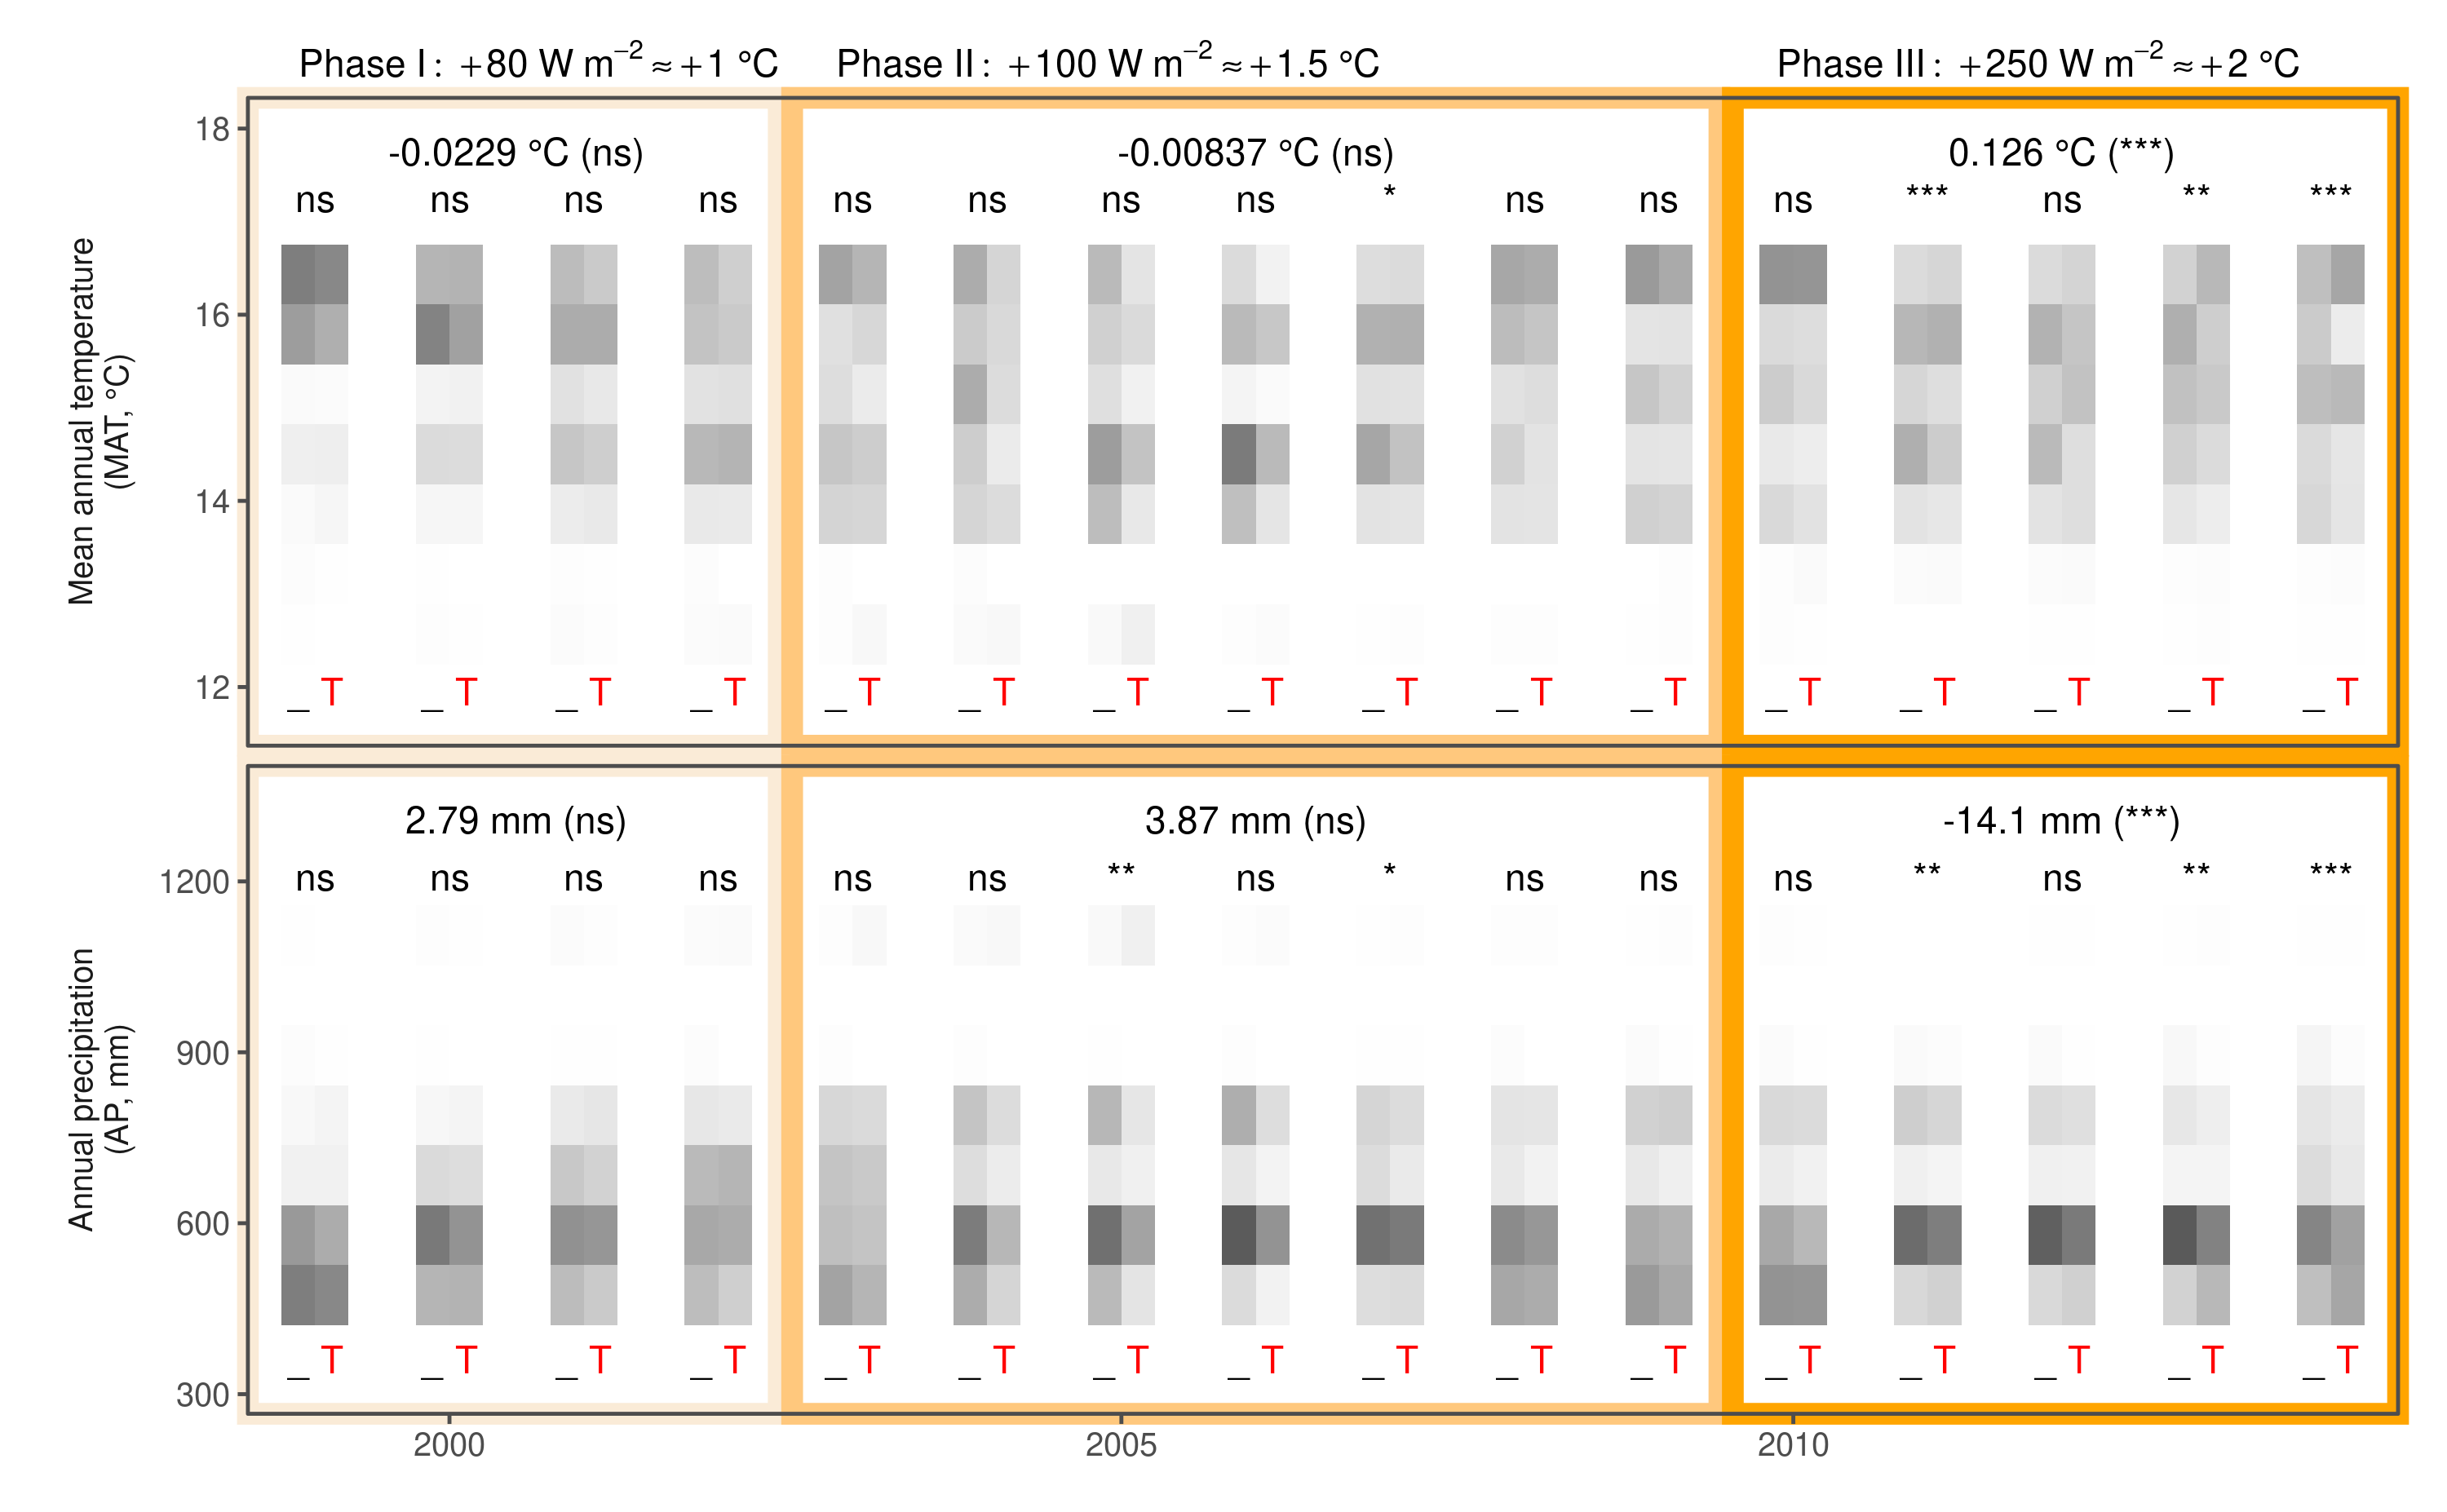 Phase I: +80 W m−2 ≈ +1 °C Phase II: +100 W m−2 ≈ +1.5 °C Phase III: +250 W m−2 ≈ +2 °C
Mean annual temperature
(MAT, °C)
18
16
14
12
-0.0229 °C (ns) -0.00837 °C (ns) 0.126 °C (***)
ns ns ns ns ns ns ns ns * ns ns ns *** ns ** ***
_ T _ T _ T _ T _ T _ T _ T _ T _ T _ T _ T _ T _ T _ T _ T _ T
Annual precipitation
(AP, mm)
1200
900
600
300
2.79 mm (ns) 3.87 mm (ns) -14.1 mm (***)
ns ns ns ns ns ns ** ns * ns ns ns ** ns ** ***
_ T _ T _ T _ T _ T _ T _ T _ T _ T _ T _ T _ T _ T _ T _ T _ T
2000 2005 2010